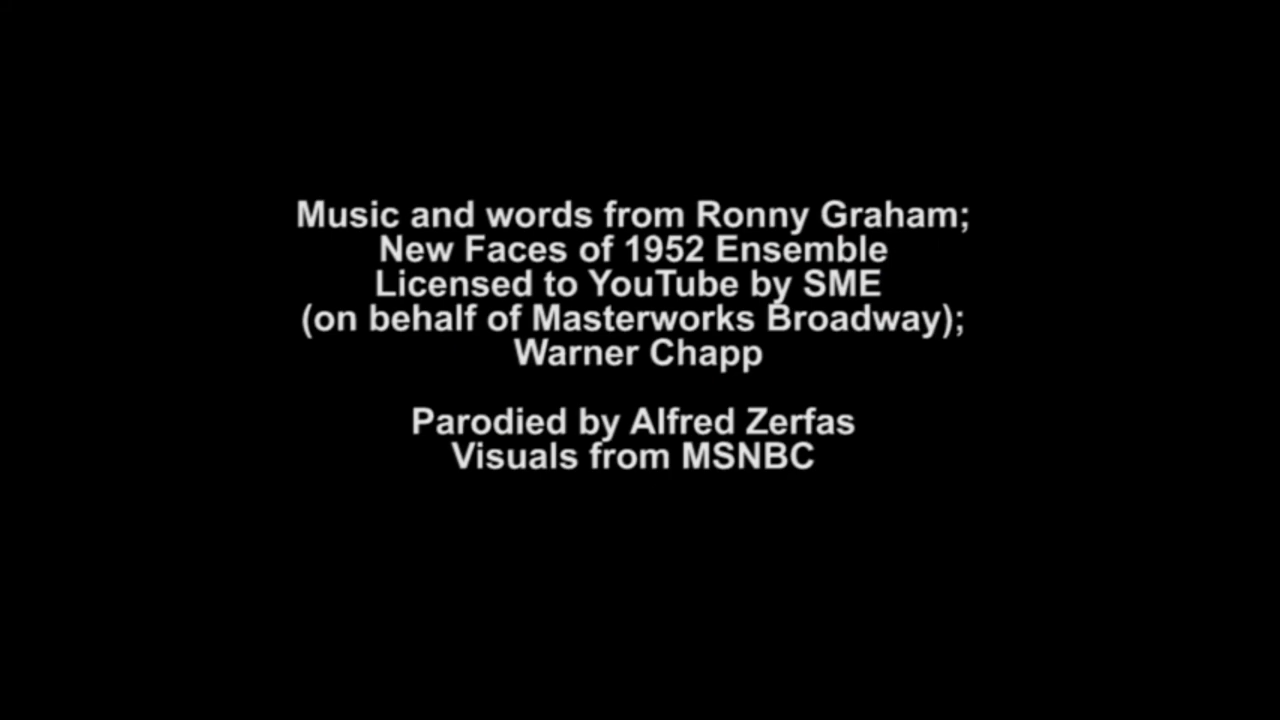 Music and words from Ronny Graham;
New Faces of 1952 Ensemble
Licensed to YouTube by SME
(on behalf of Masterworks Broadway);
Warner Chapp
Parodied by Alfred Zerfas
Visuals from MSNBC